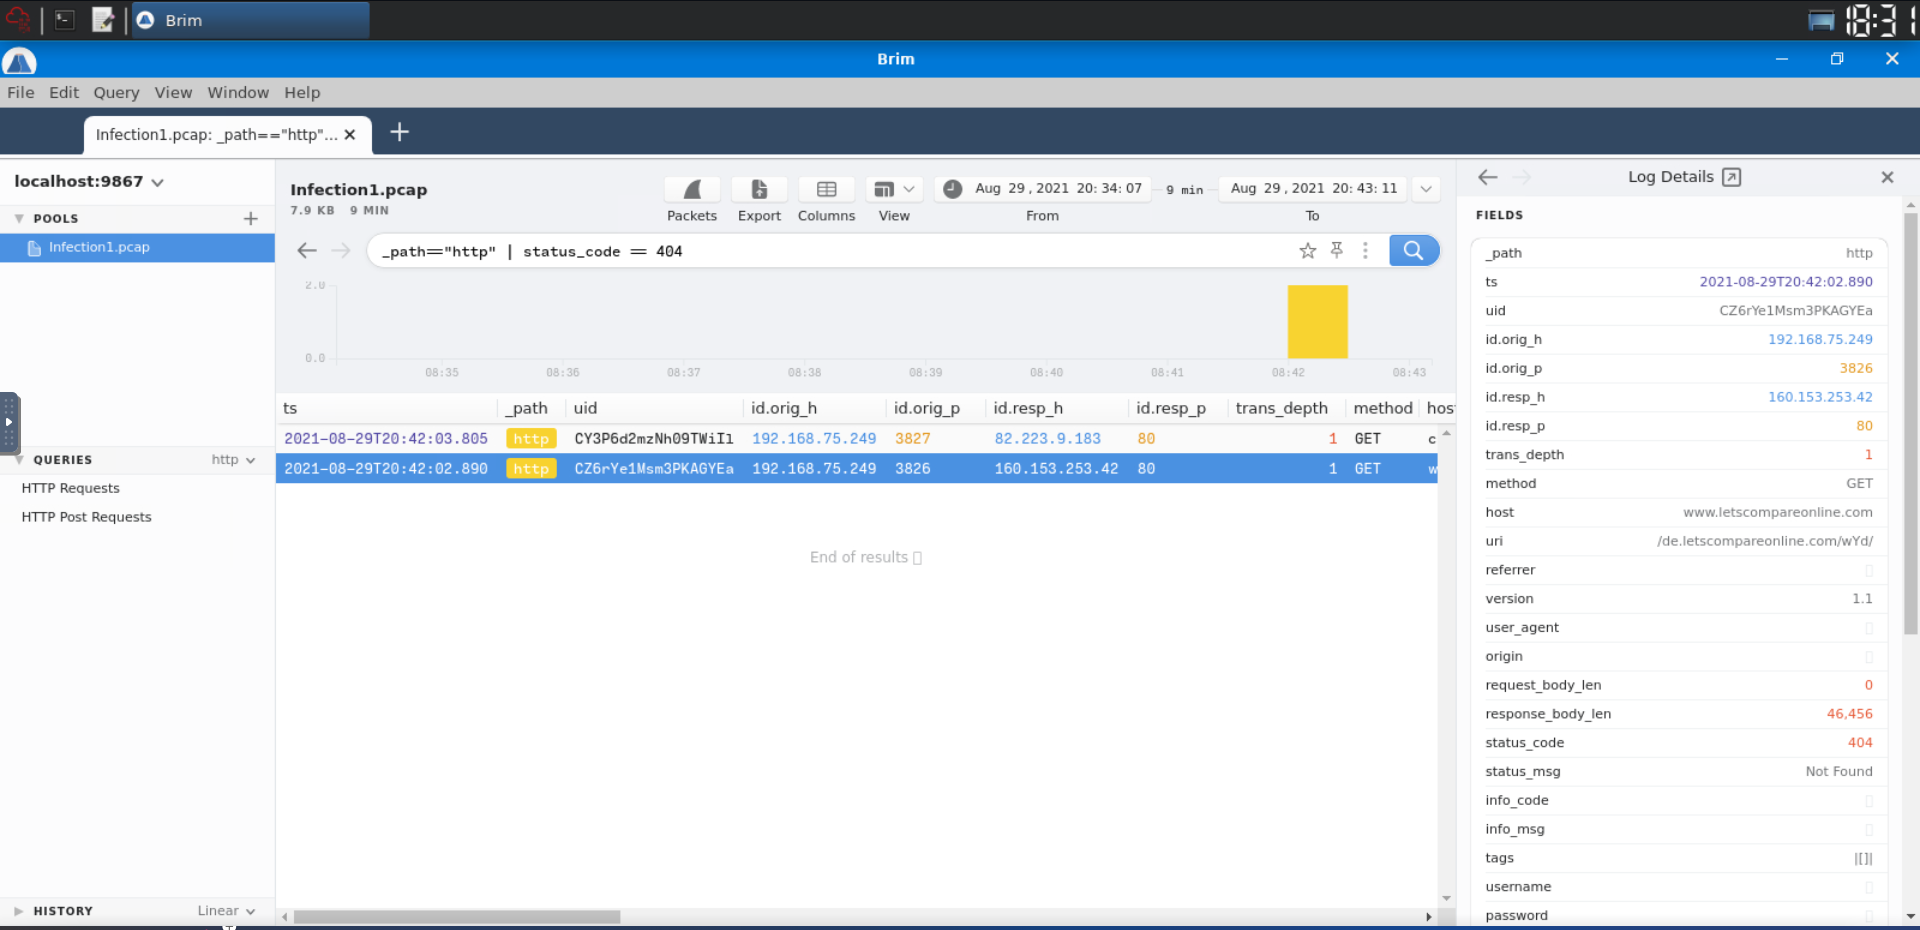 Brim
18:31
Brim
File Edit Query View Window Help
Infection1.pcap: _path=="http"...
localhost:9867
POOLS
Infection1.pcap
QUERIES http
HTTP Requests
HTTP Post Requests
HISTORY Linear
Infection1.pcap
7.9 KB 9 MIN
Packets
Export
Columns
View
Aug 29, 2021 20:34:07
From
9 min
Aug 29, 2021 20:43:11
To
_path=="http" | status_code == 404
2.0
0.0
08:35 08:36 08:37 08:38 08:39 08:40 08:41 08:42 08:43
ts _path uid id.orig_h id.orig_p id.resp_h id.resp_p trans_depth method hos
2021-08-29T20:42:03.805 http CY3P6d2mzNh09TWiIl 192.168.75.249 3827 82.223.9.183 80 1 GET c
2021-08-29T20:42:02.890 http CZ6rYe1Msm3PKAGYEa 192.168.75.249 3826 160.153.253.42 80 1 GET w
End of results
Log Details
FIELDS
_path http
ts 2021-08-29T20:42:02.890
uid CZ6rYe1Msm3PKAGYEa
id.orig_h 192.168.75.249
id.orig_p 3826
id.resp_h 160.153.253.42
id.resp_p 80
trans_depth 1
method GET
host www.letscompareonline.com
uri /de.letscompareonline.com/wYd/
referrer
version 1.1
user_agent
origin
request_body_len 0
response_body_len 46,456
status_code 404
status_msg Not Found
info_code
info_msg
tags |[]|
username
password